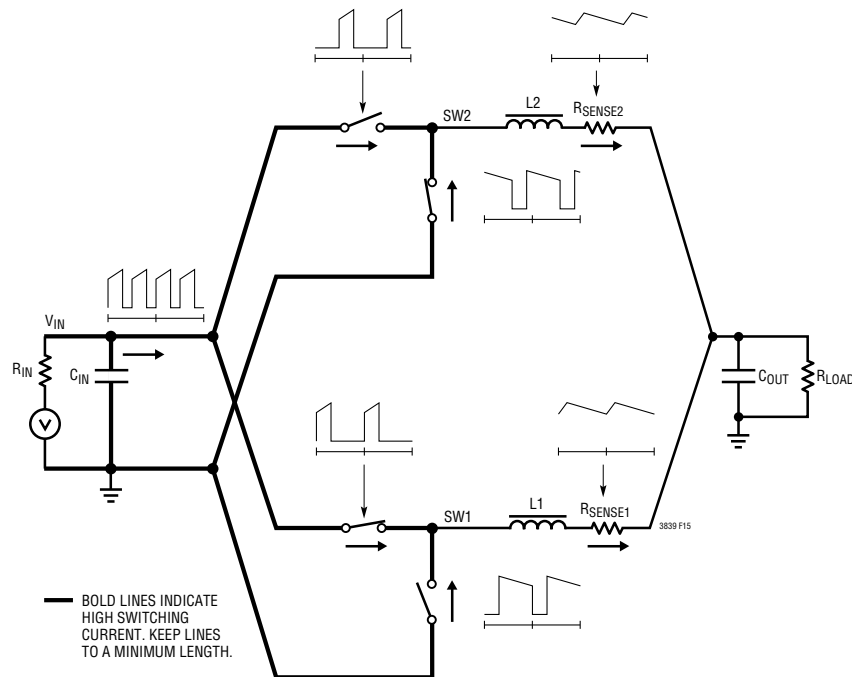 L2
RSENSE2
SW2
VIN
RIN
CIN
V
COUT
RLOAD
L1
RSENSE1
SW1
3839 F15
BOLD LINES INDICATE
HIGH SWITCHING
CURRENT. KEEP LINES
TO A MINIMUM LENGTH.